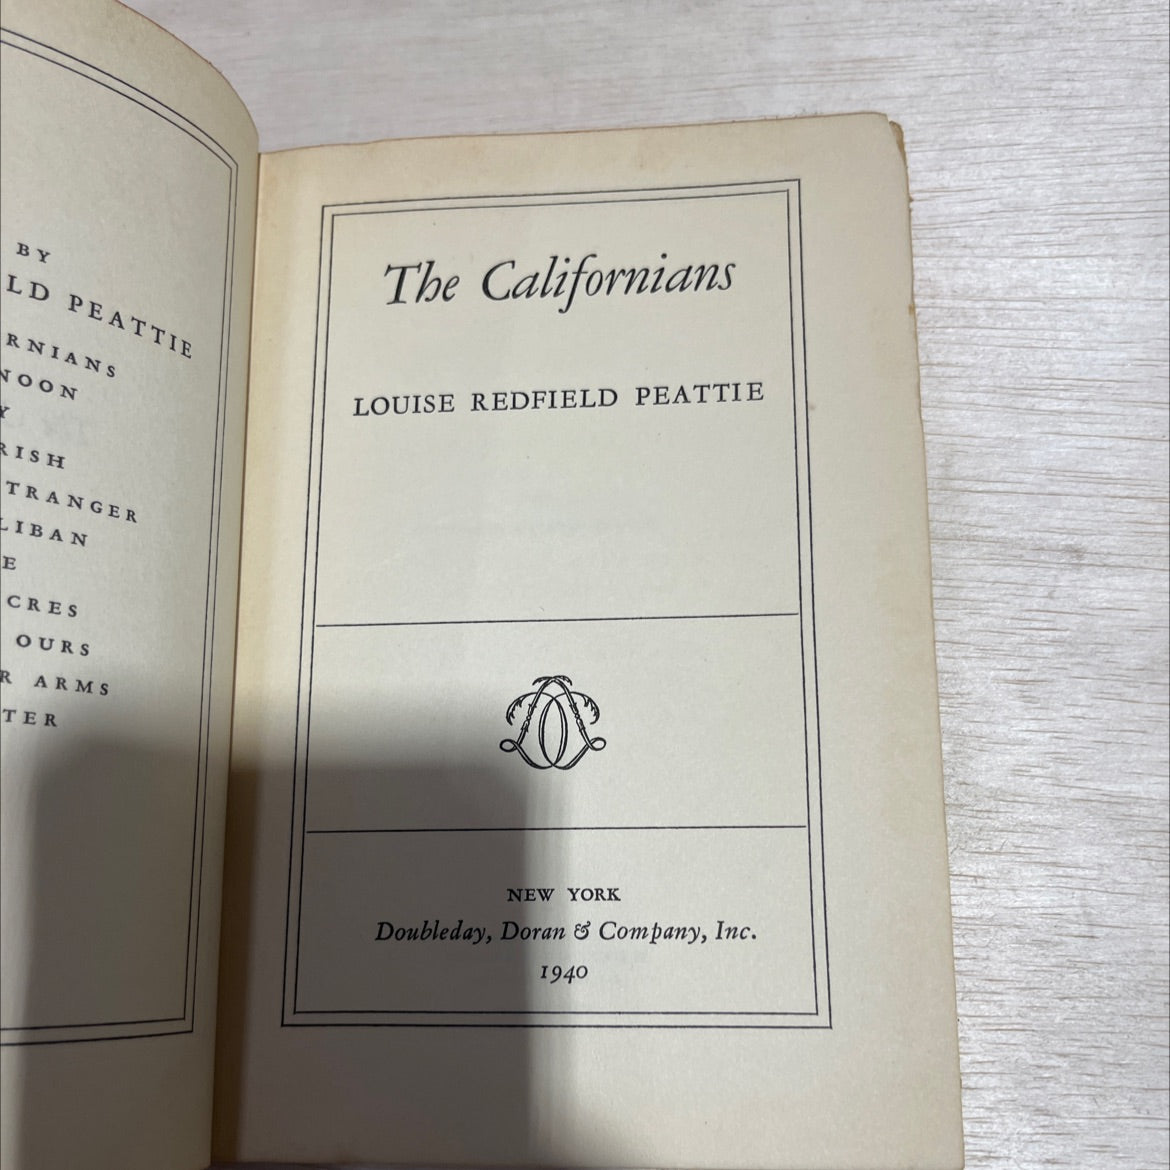 BY
LD PEATTIE
RNIANS
NOON
Y
RISH
TRANGER
LIBAN
E
CRES
OURS
R ARMS
TER
The Californians
LOUISE REDFIELD PEATTIE
NEW YORK
Doubleday, Doran & Company, Inc.
1940